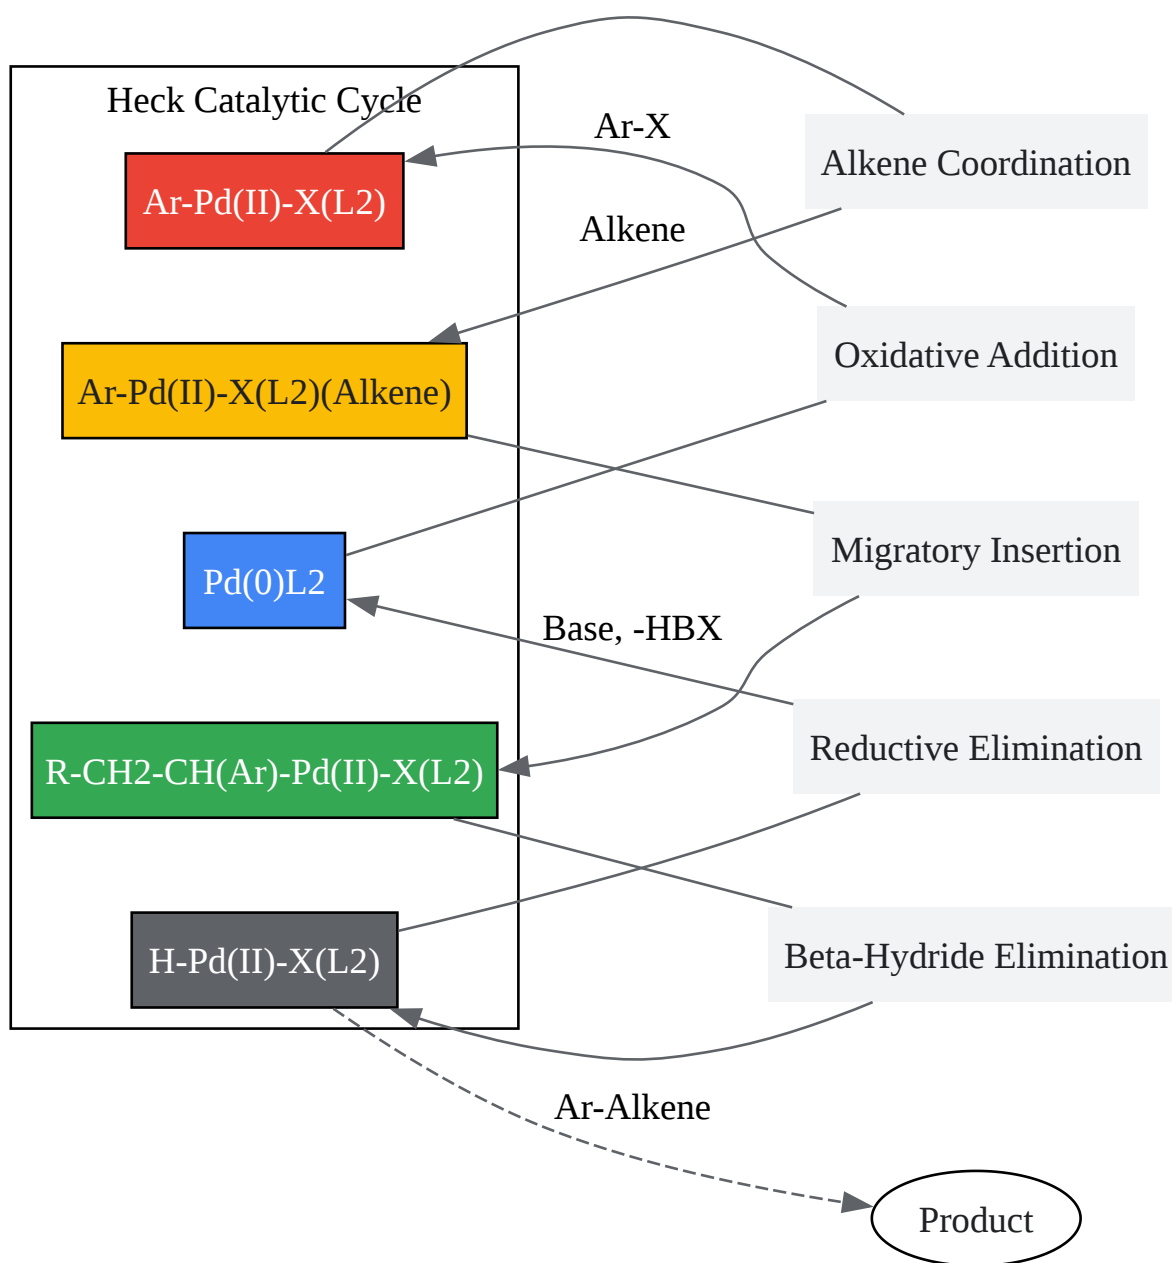 Heck Catalytic Cycle
Ar-X
Alkene Coordination
Ar-Pd(II)-X(L2)
Alkene
Oxidative Addition
Ar-Pd(II)-X(L2)(Alkene)
Migratory Insertion
Pd(0)L2
Base, -HBX
Reductive Elimination
R-CH2-CH(Ar)-Pd(II)-X(L2)
Beta-Hydride Elimination
H-Pd(II)-X(L2)
Ar-Alkene
Product